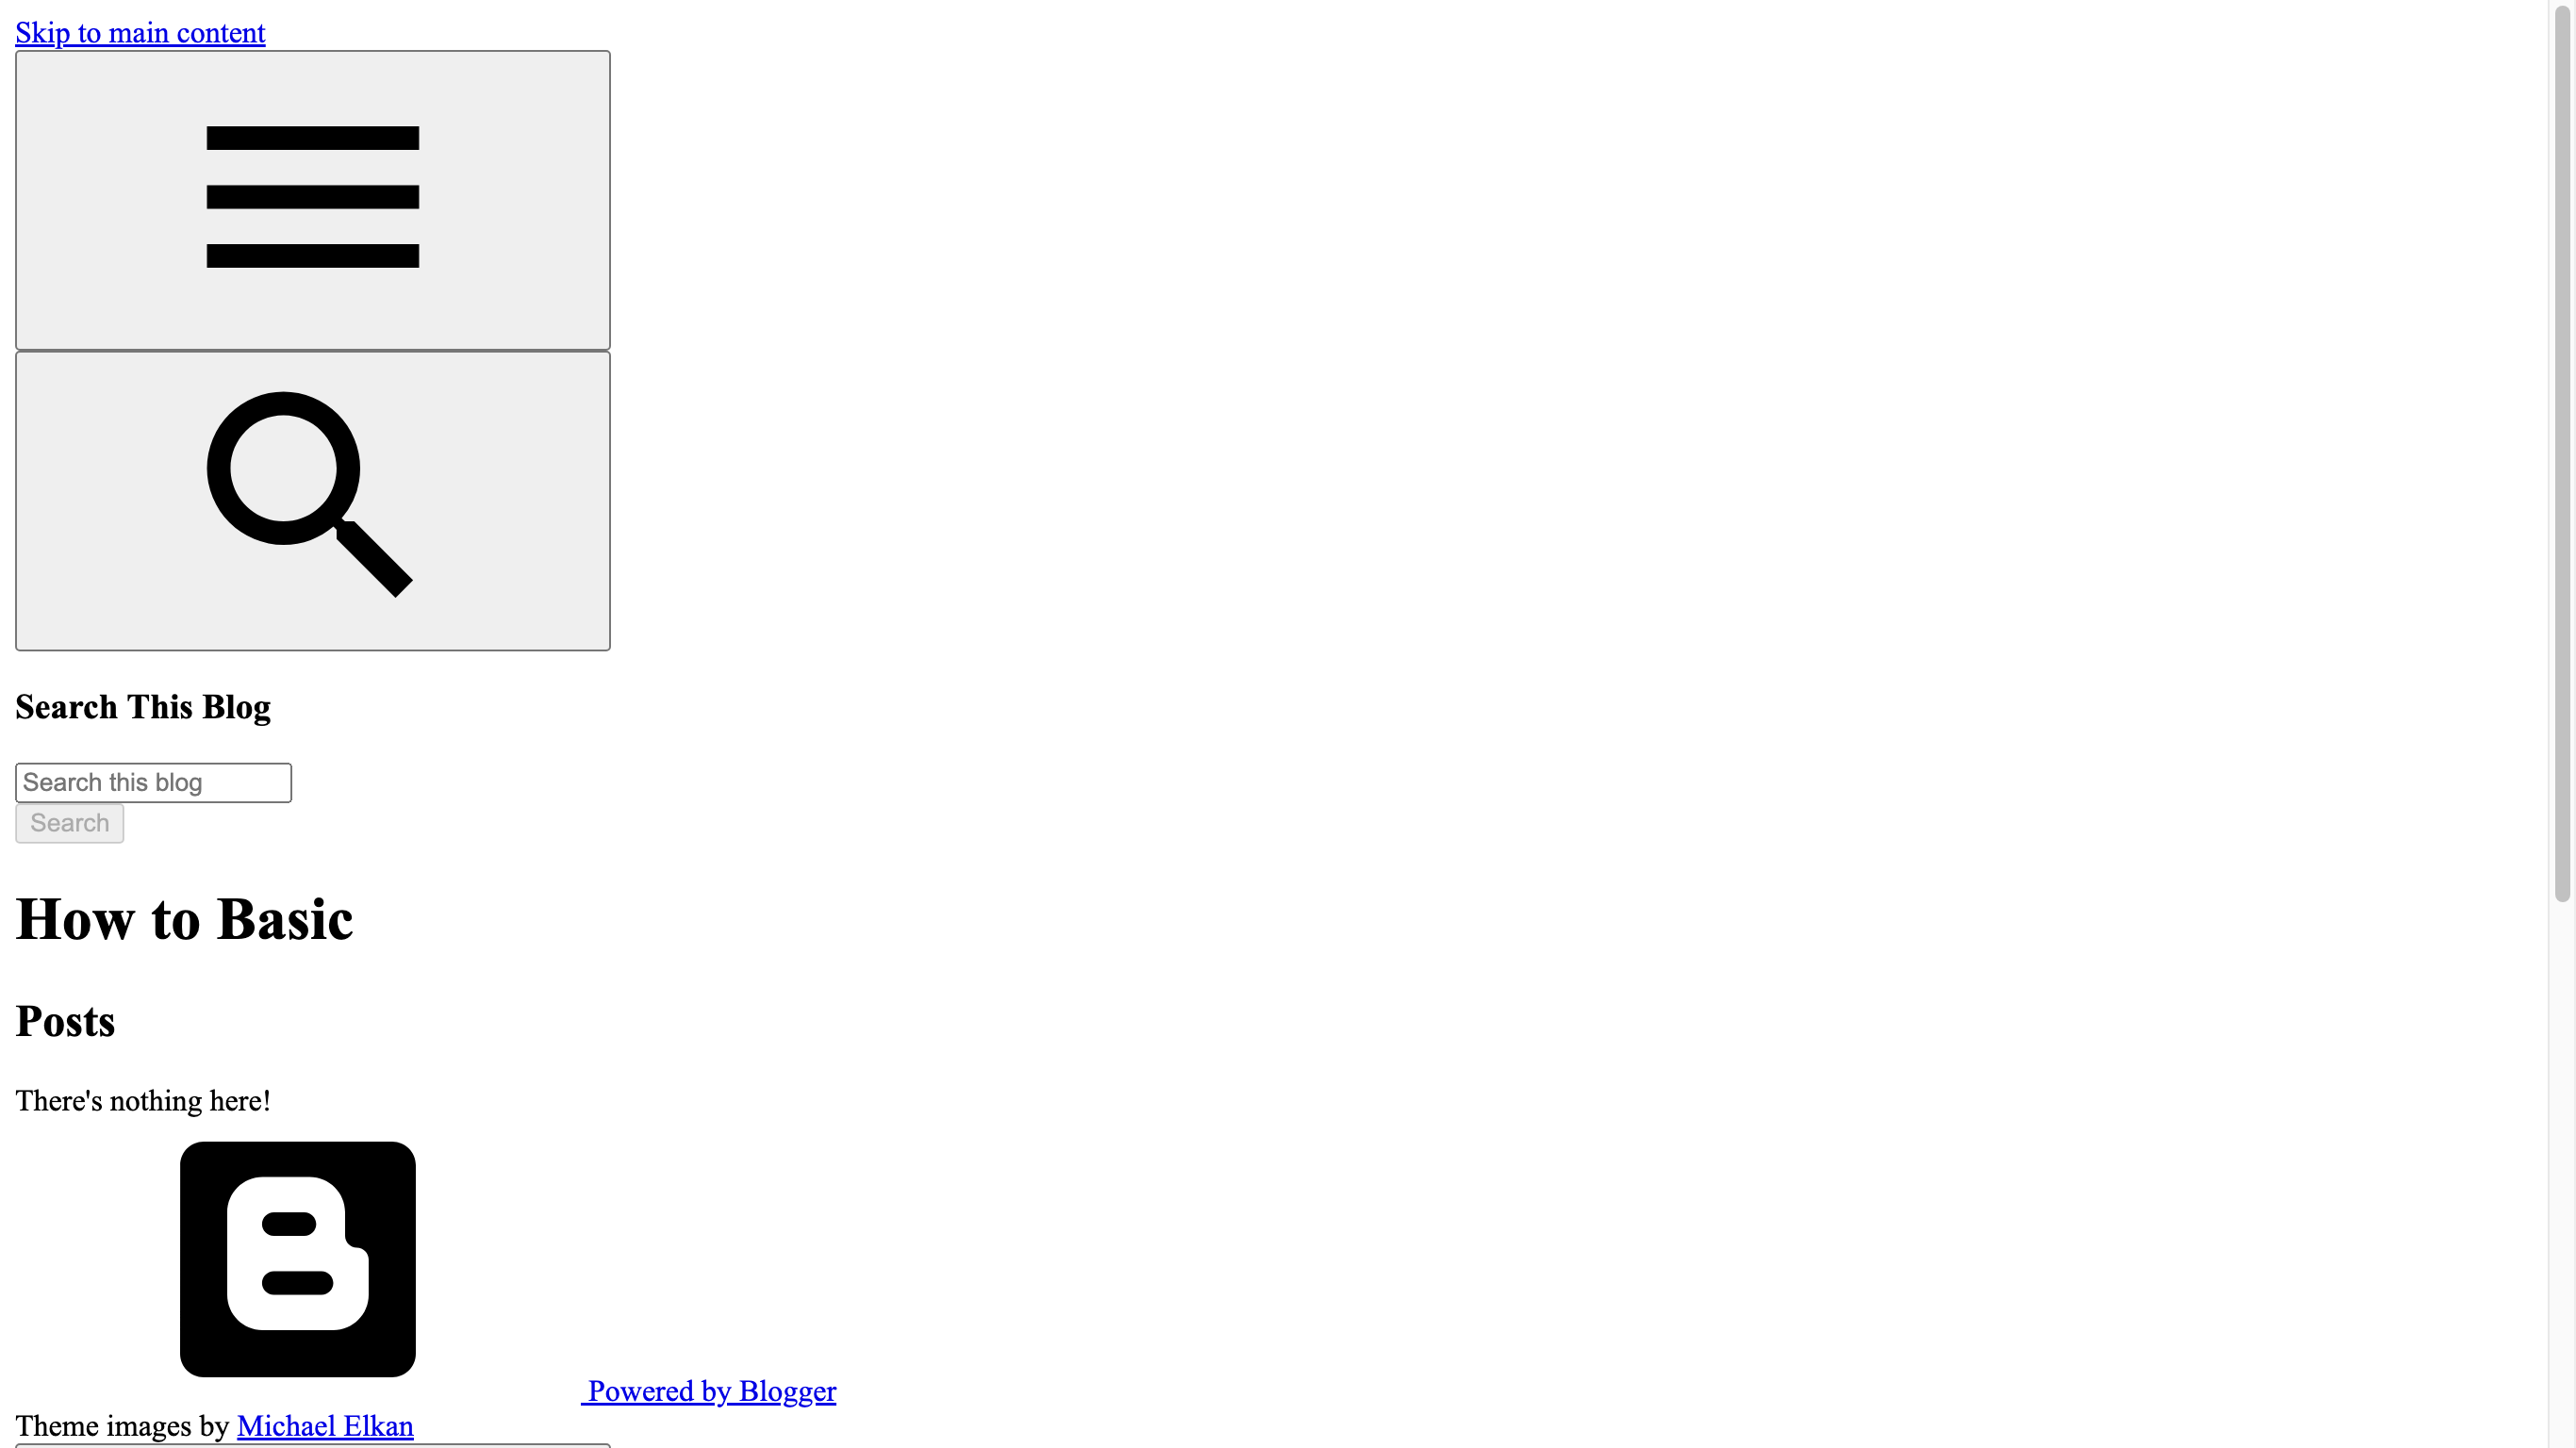 Skip to main content
Search This Blog
Search this blog
Search
How to Basic
Posts
There's nothing here!
Powered by Blogger
Theme images by Michael Elkan